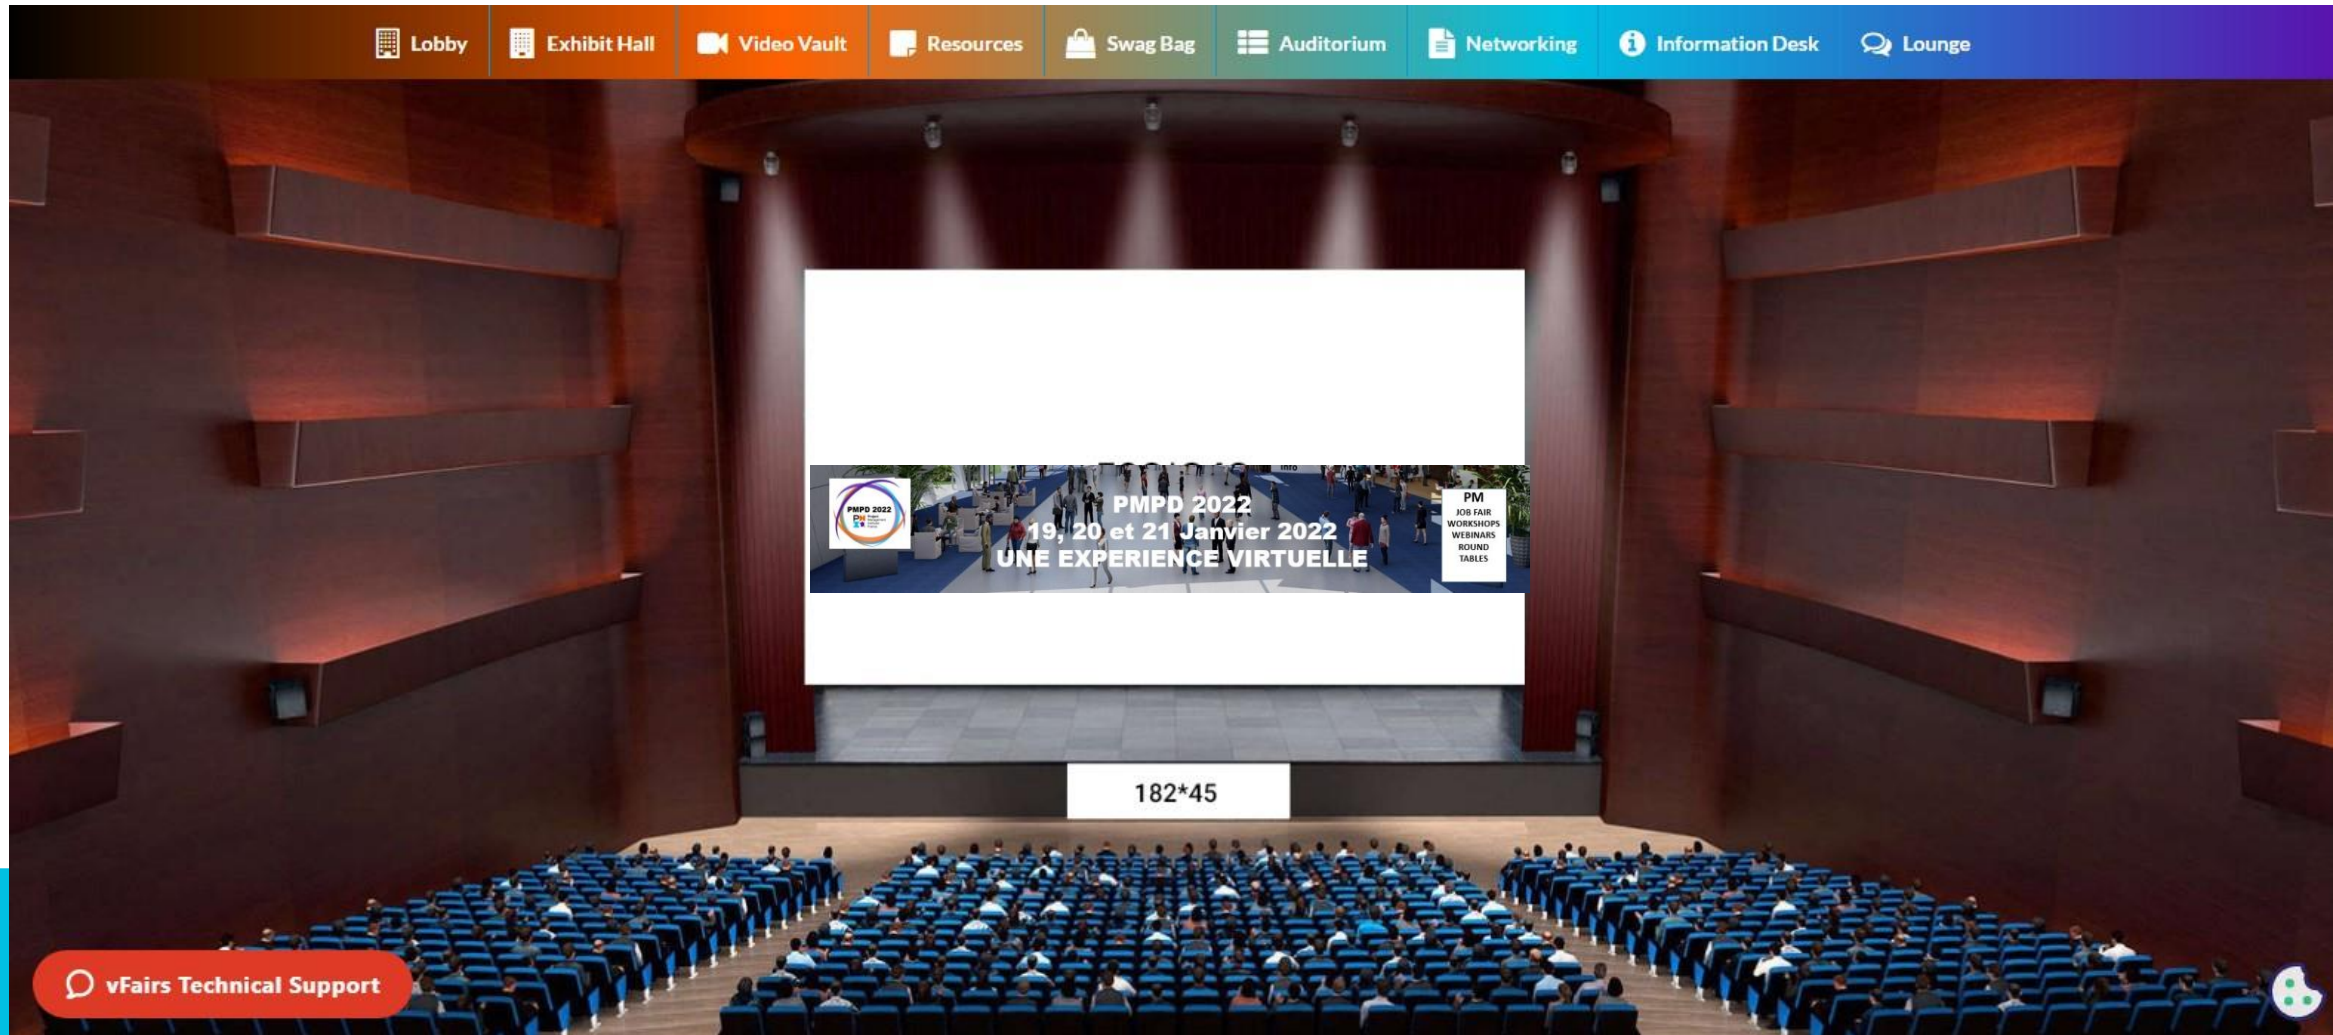 Lobby
Exhibit Hall
Video Vault
Resources
Swag Bag
Auditorium
Networking
Information Desk
Lounge
Info
PMPD 2022
PMPD 2022
19, 20 et 21 Janvier 2022
UNE EXPERIENCE VIRTUELLE
PM
JOB FAIR
WORKSHOPS
WEBINARS
ROUND
TABLES
182*45
vFairs Technical Support